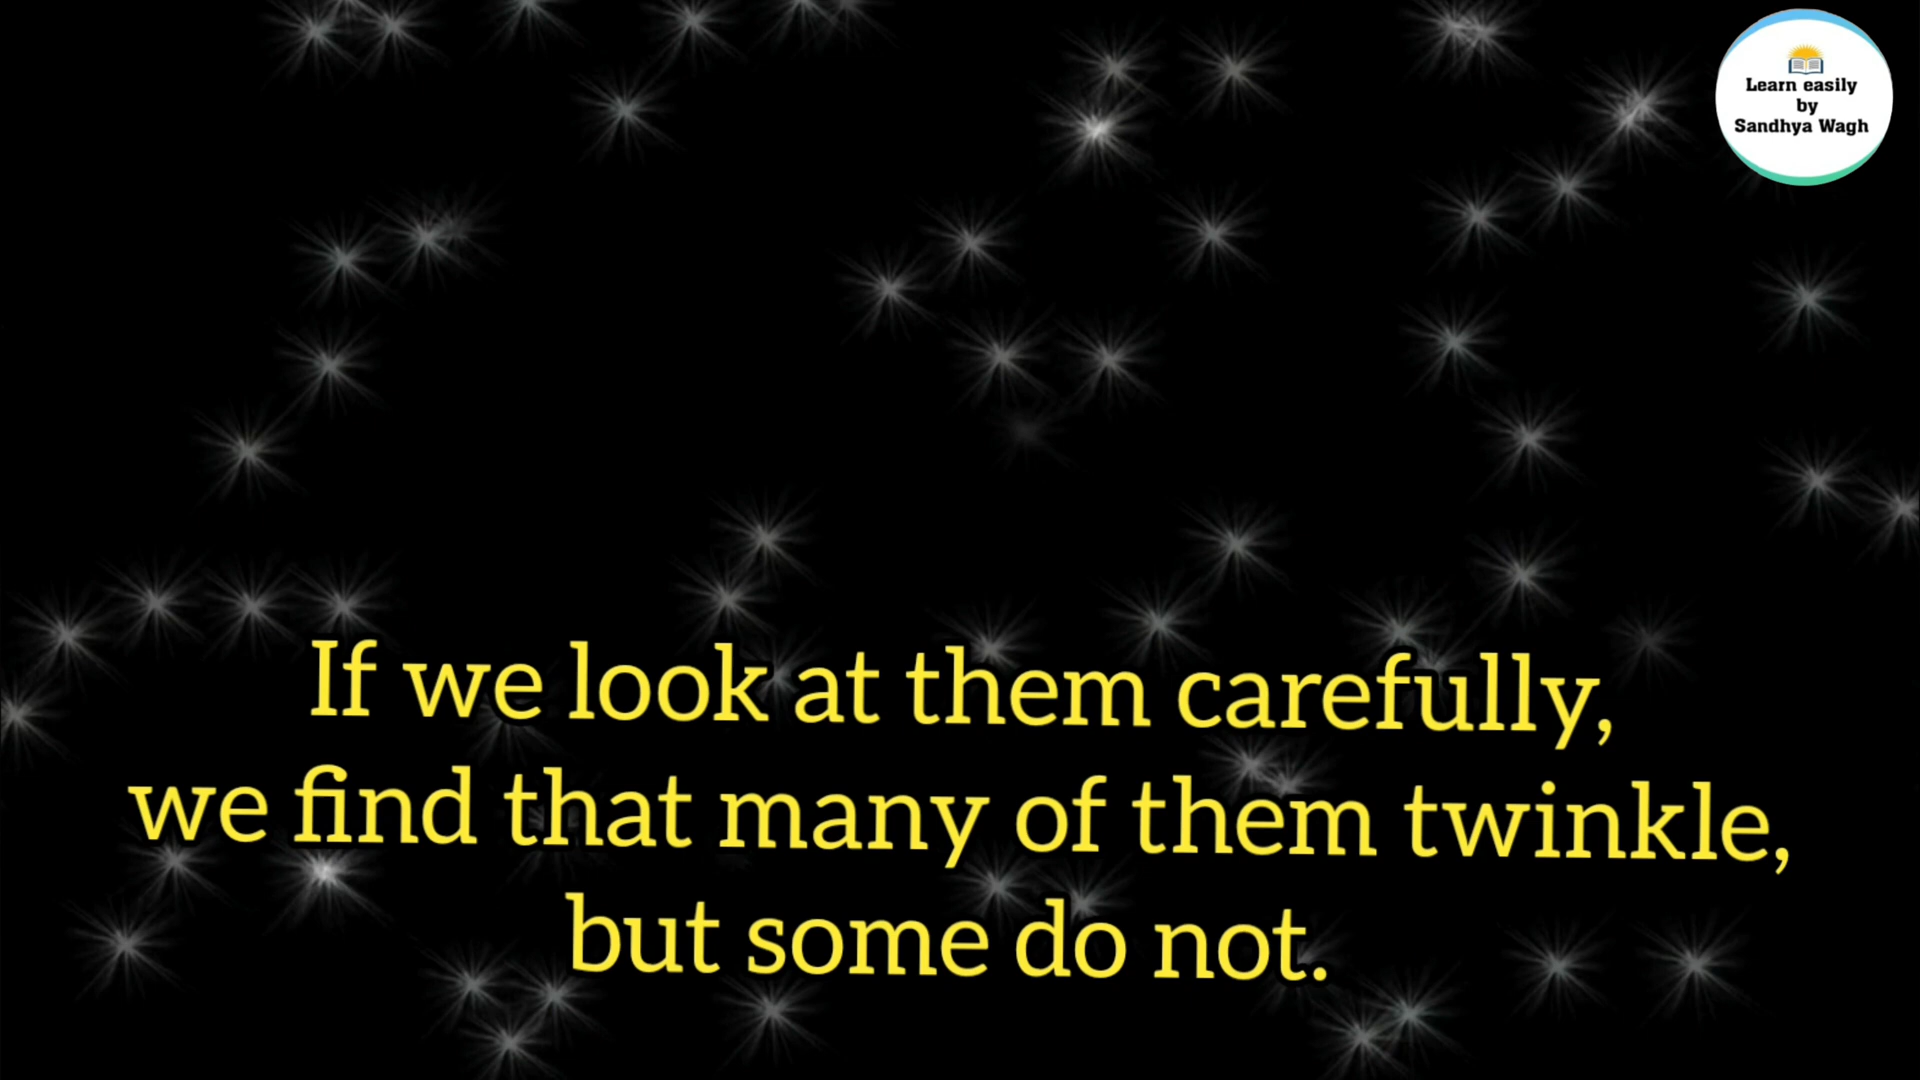 Learn easily
by
Sandhya Wagh
If we look at them carefully,
we find that many of them twinkle,
but some do not.